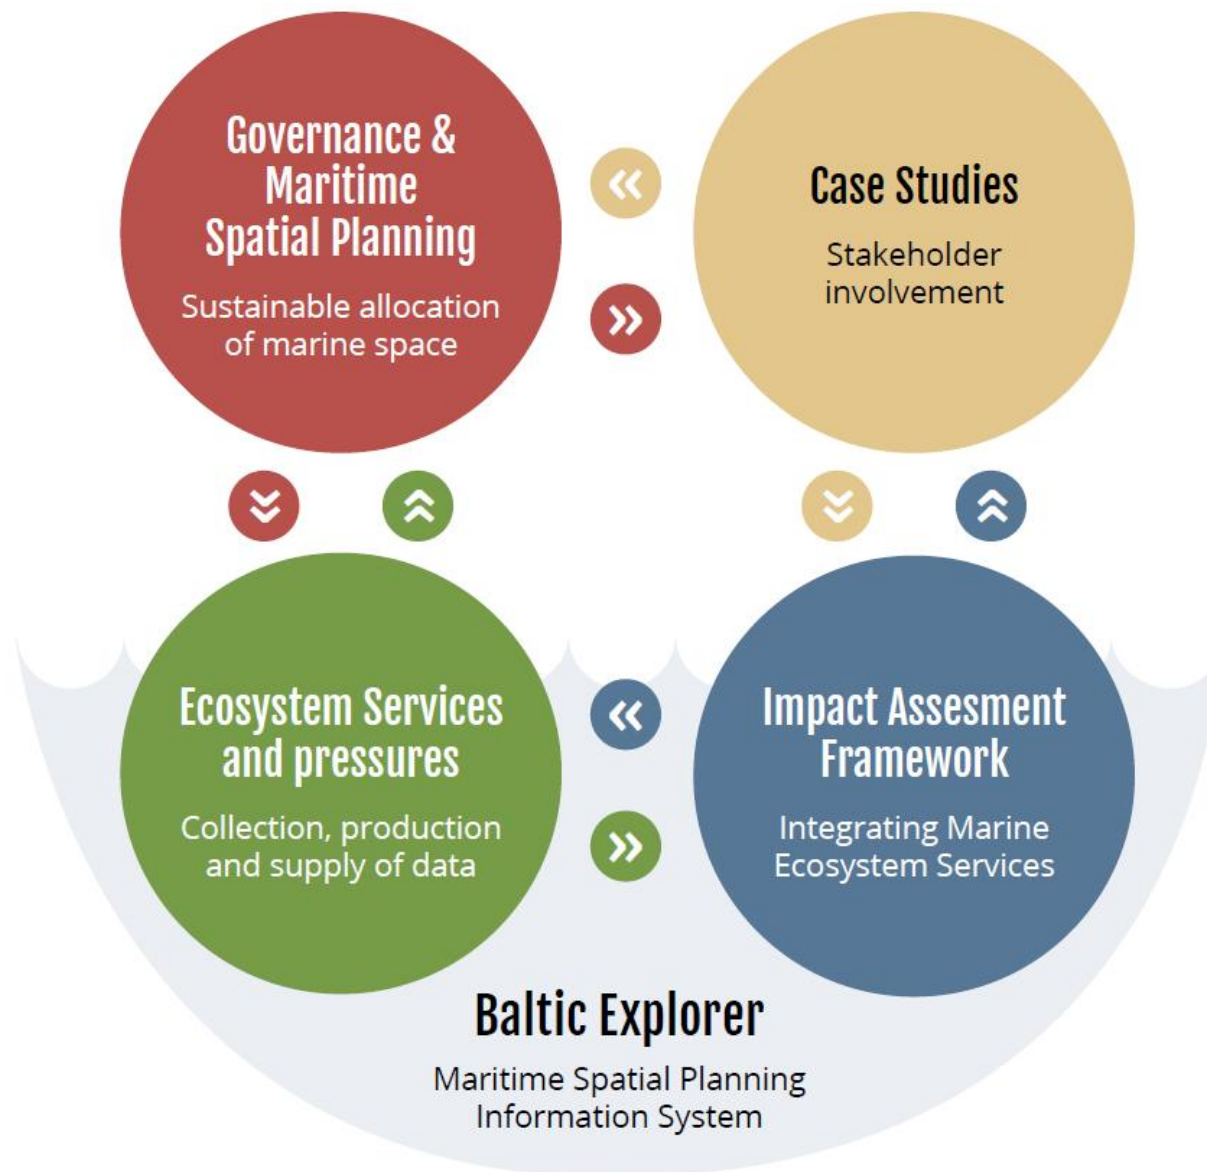 Governance &
Maritime
Spatial Planning
Sustainable allocation
of marine space
Case Studies
Stakeholder
involvement
Ecosystem Services
and pressures
Collection, production
and supply of data
Impact Assesment
Framework
Integrating Marine
Ecosystem Services
Baltic Explorer
Maritime Spatial Planning
Information System